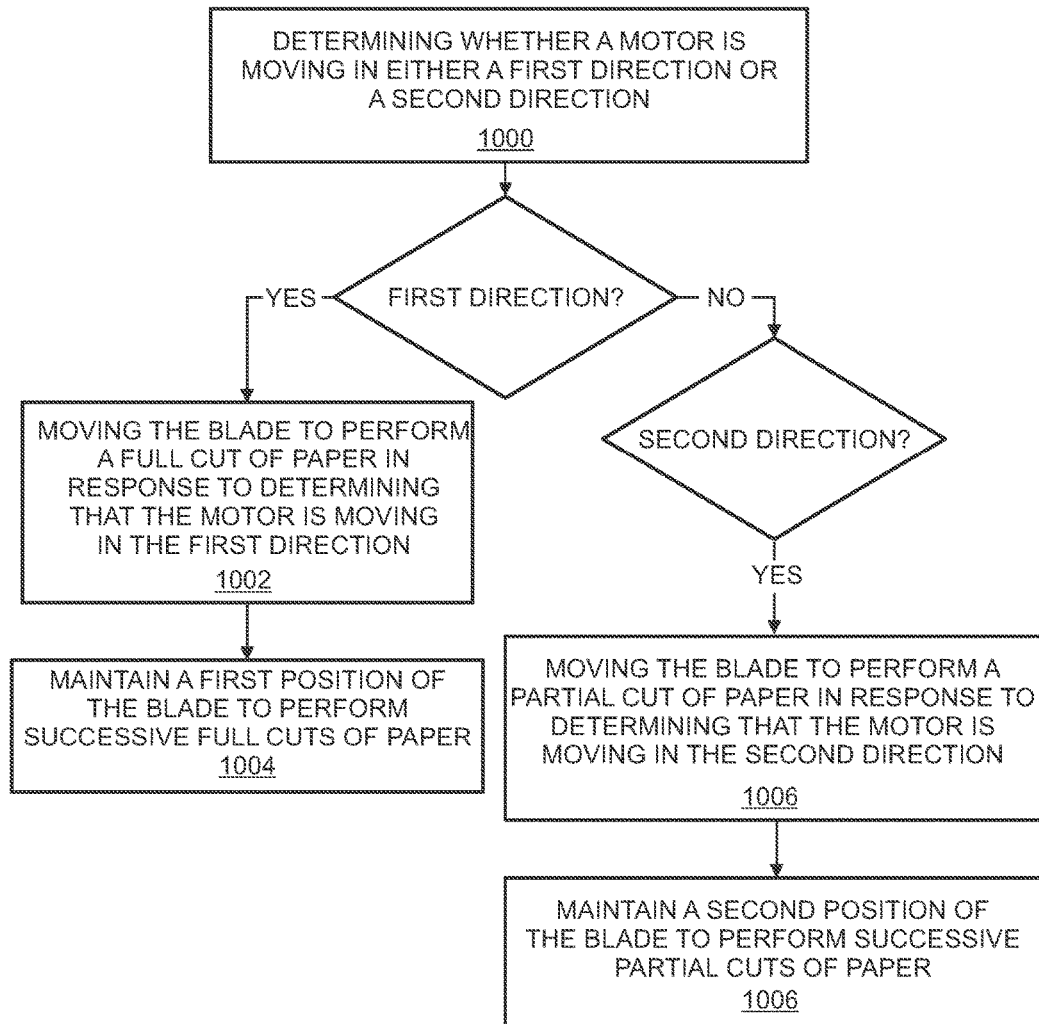 DETERMINING WHETHER A MOTOR IS
MOVING IN EITHER A FIRST DIRECTION OR
A SECOND DIRECTION
1000
FIRST DIRECTION?
YES
NO
SECOND DIRECTION?
YES
MOVING THE BLADE TO PERFORM
A FULL CUT OF PAPER IN
RESPONSE TO DETERMINING
THAT THE MOTOR IS MOVING
IN THE FIRST DIRECTION
1002
MAINTAIN A FIRST POSITION OF
THE BLADE TO PERFORM
SUCCESSIVE FULL CUTS OF PAPER
1004
MOVING THE BLADE TO PERFORM A
PARTIAL CUT OF PAPER IN RESPONSE TO
DETERMINING THAT THE MOTOR IS
MOVING IN THE SECOND DIRECTION
1006
MAINTAIN A SECOND POSITION OF
THE BLADE TO PERFORM SUCCESSIVE
PARTIAL CUTS OF PAPER
1006